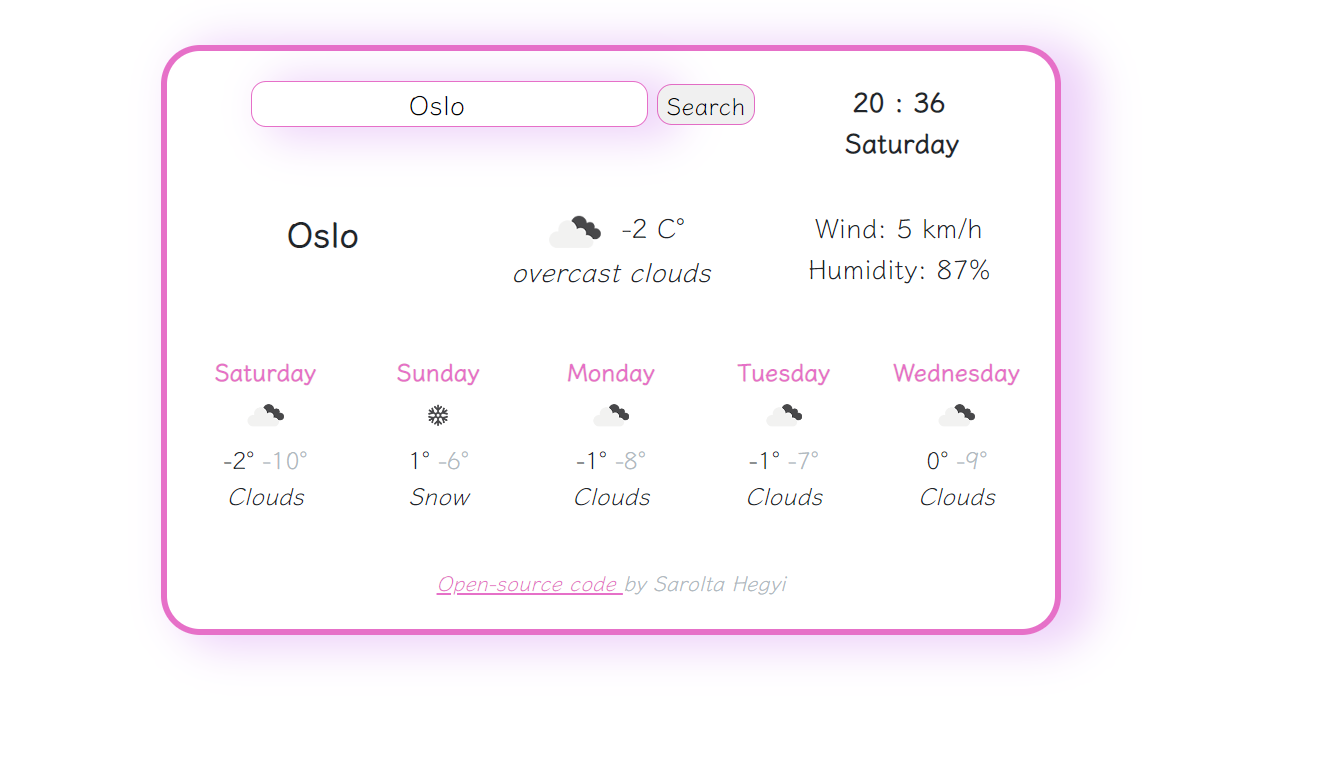 Oslo
Search
20 : 36
Saturday
Oslo
-2 C°
overcast clouds
Wind: 5 km/h
Humidity: 87%
Saturday
Sunday
Monday
Tuesday
Wednesday
-2° -10°
1° -6°
-1° -8°
-1° -7°
0° -9°
Clouds
Snow
Clouds
Clouds
Clouds
Open-source code by Sarolta Hegyi